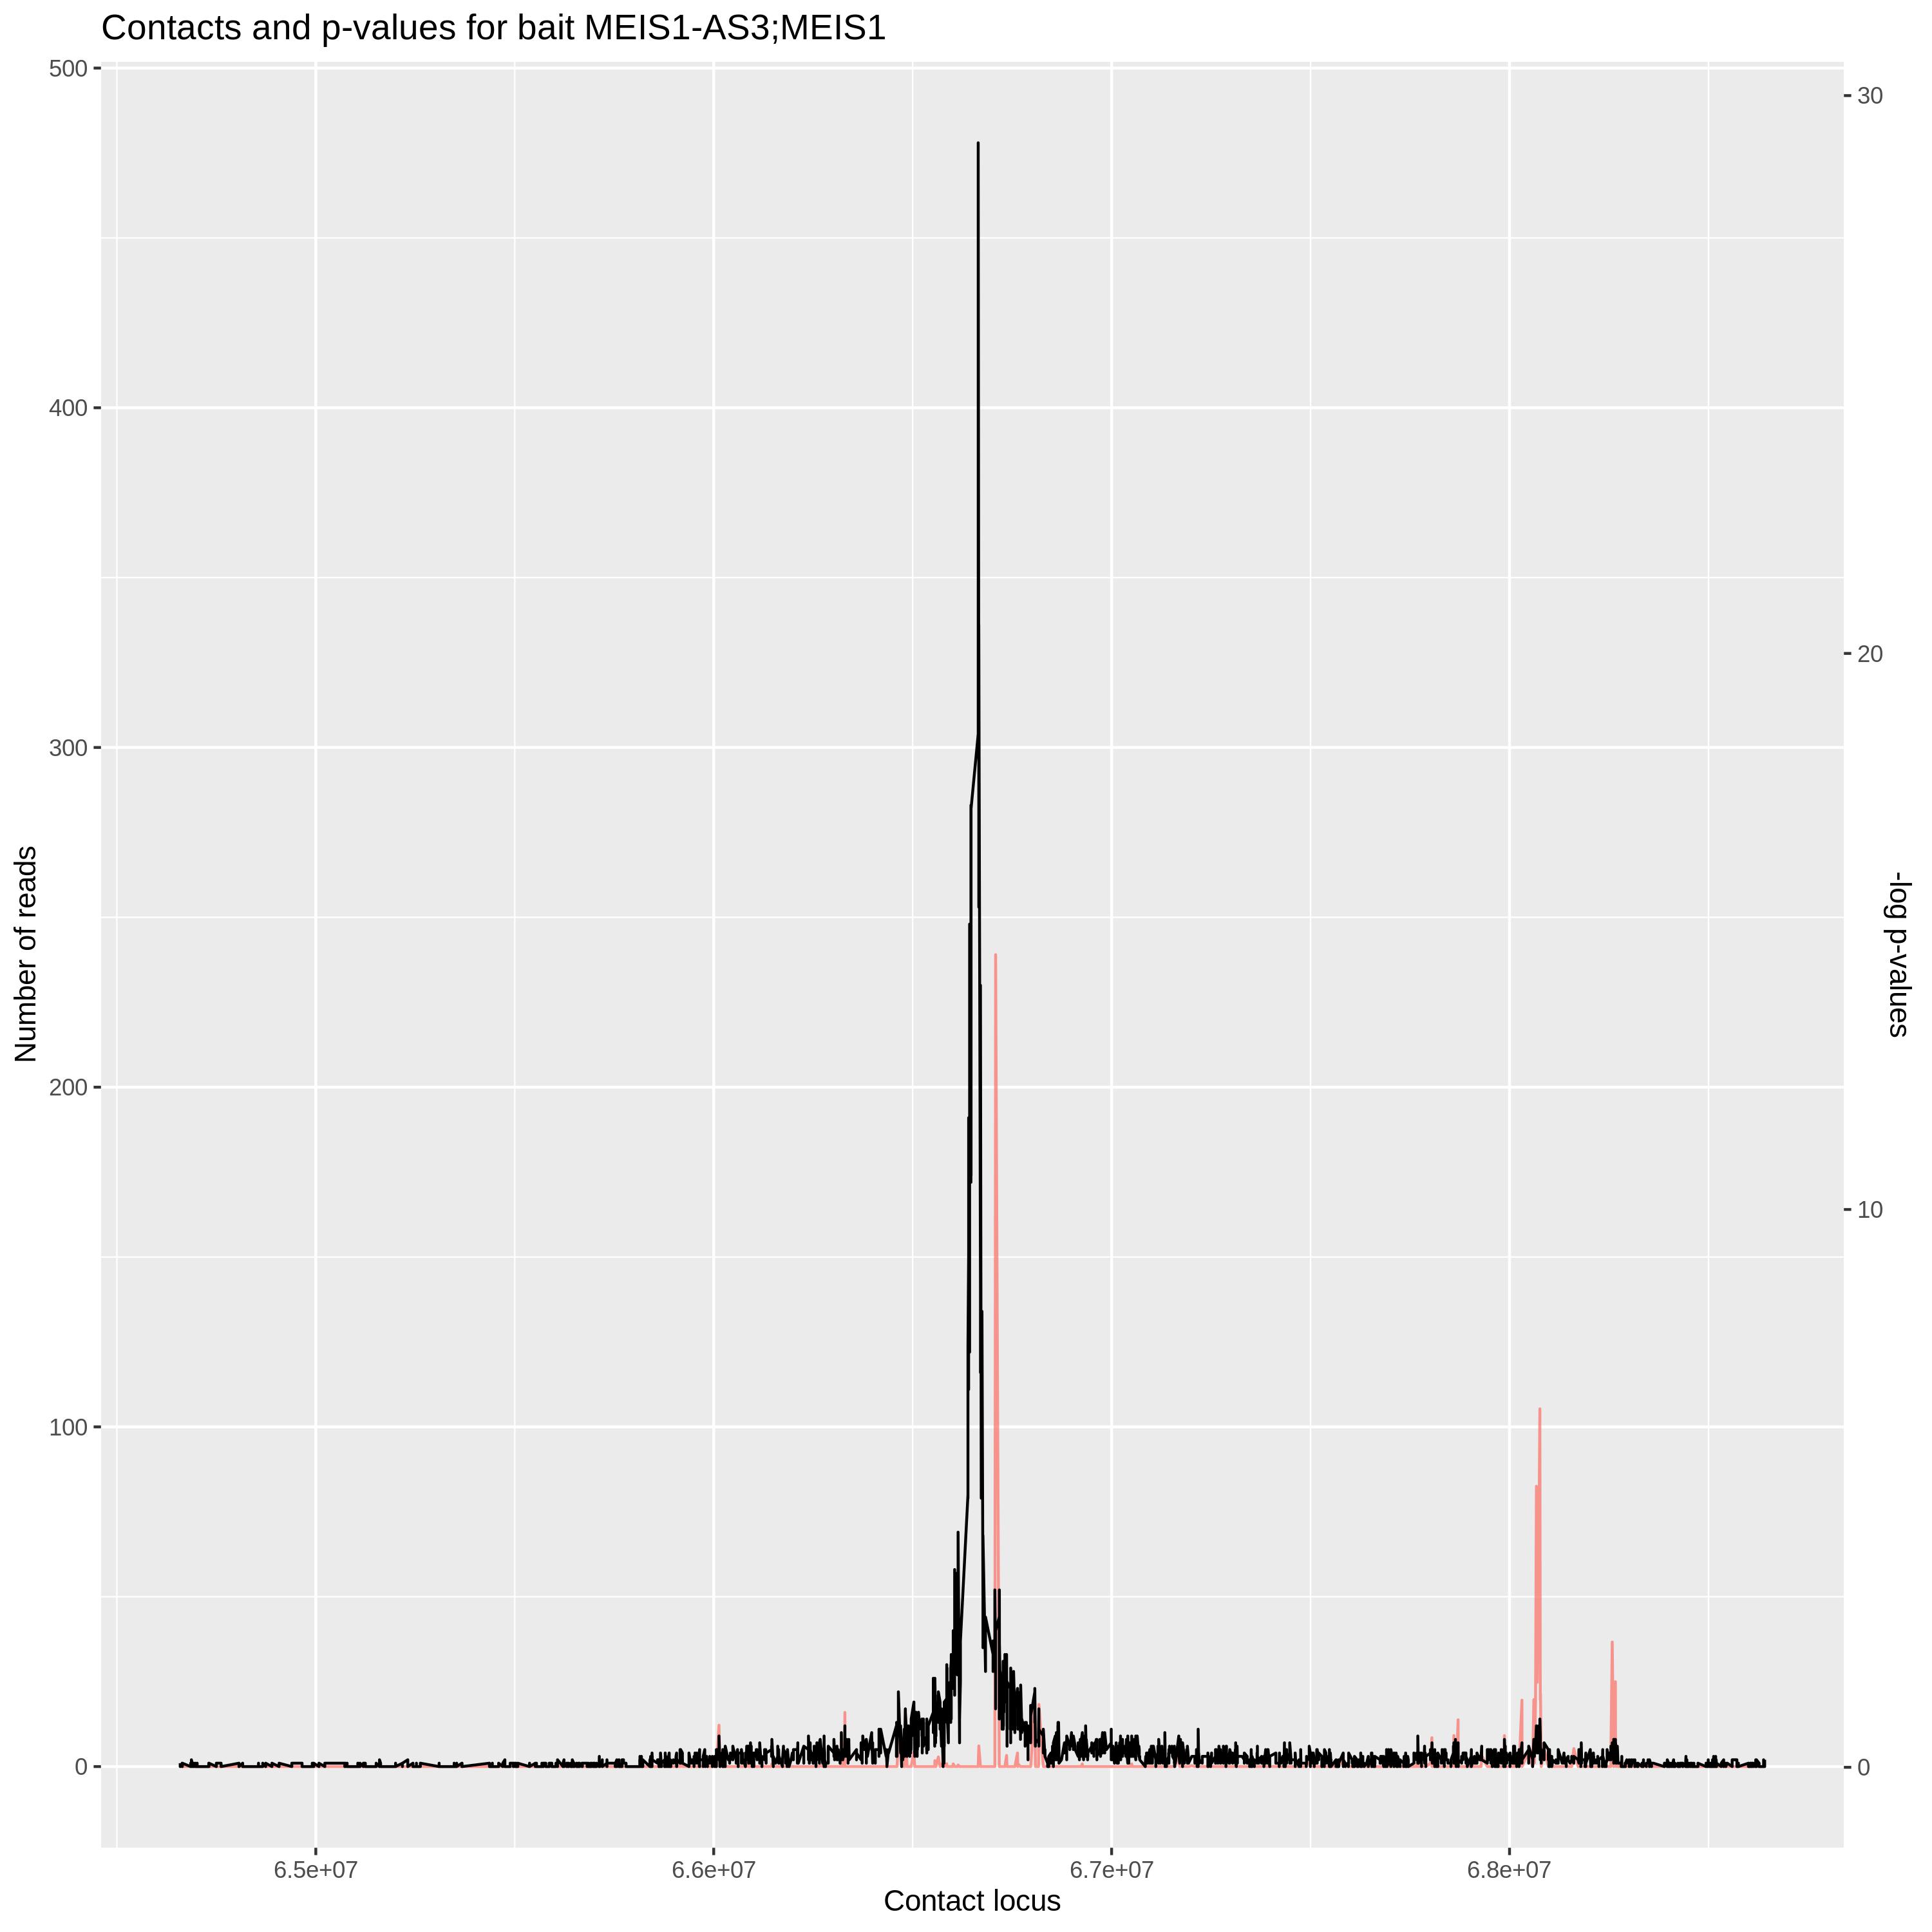 Contacts and p-values for bait MEIS1-AS3;MEIS1
500
400
300
200
100
0
Number of reads
30
20
10
0
-log p-values
6.5e+07
6.6e+07
6.7e+07
6.8e+07
Contact locus